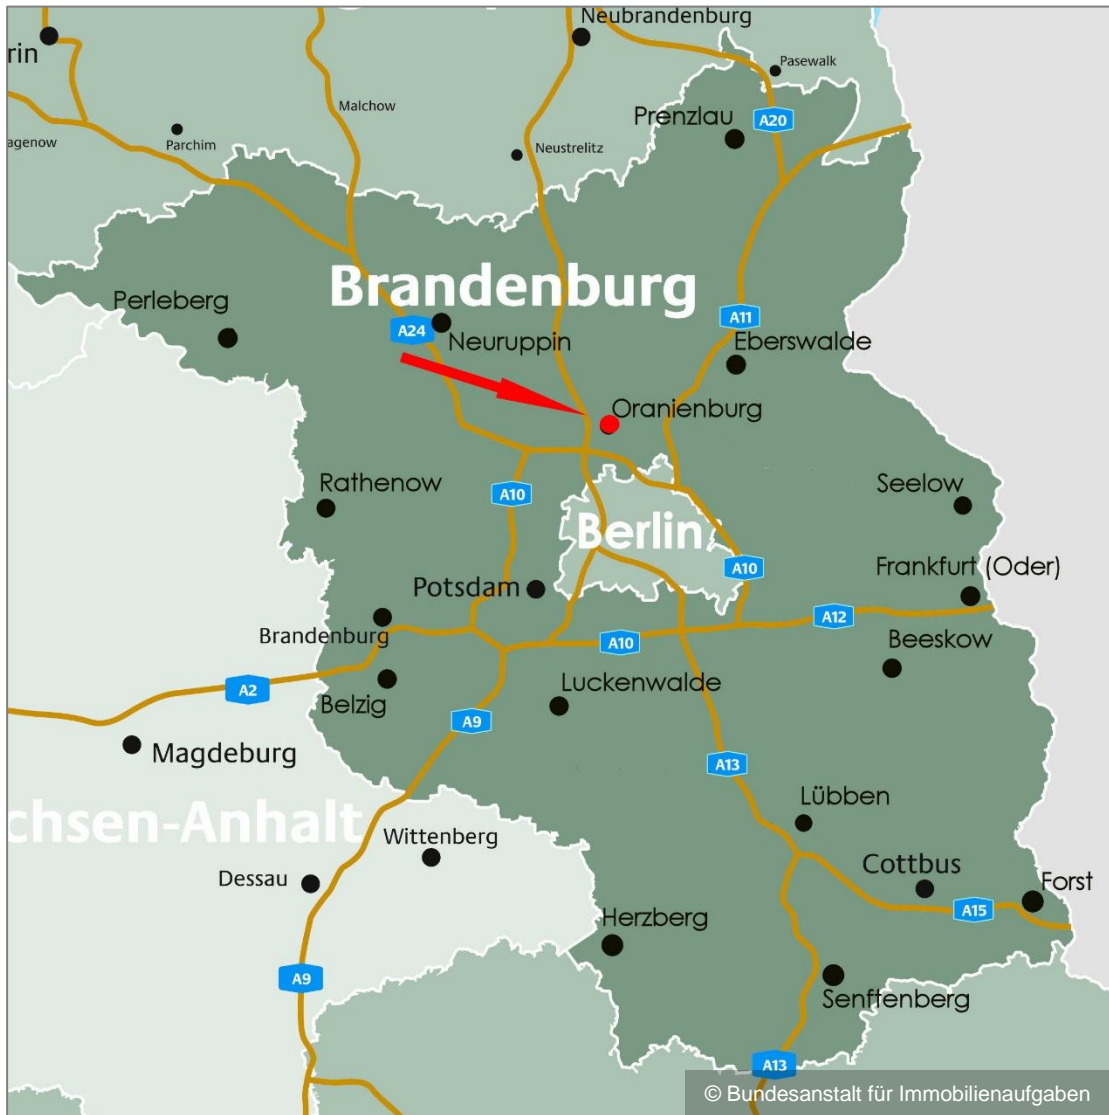 Neubrandenburg
rin
Pasewalk
Malchow
Prenzlau
A20
agenow
Parchim
Neustrelitz
Brandenburg
Perleberg
A24
Neuruppin
A11
Eberswalde
Oranienburg
Rathenow
A10
Seelow
Berlin
A10
Frankfurt (Oder)
Potsdam
A12
Brandenburg
A10
Beeskow
A2
Belzig
Luckenwalde
A9
Magdeburg
A13
chsen-Anhalt
Lübben
Wittenberg
Cottbus
Dessau
Forst
A15
Herzberg
A9
Senftenberg
A13
© Bundesanstalt für Immobilienaufgaben